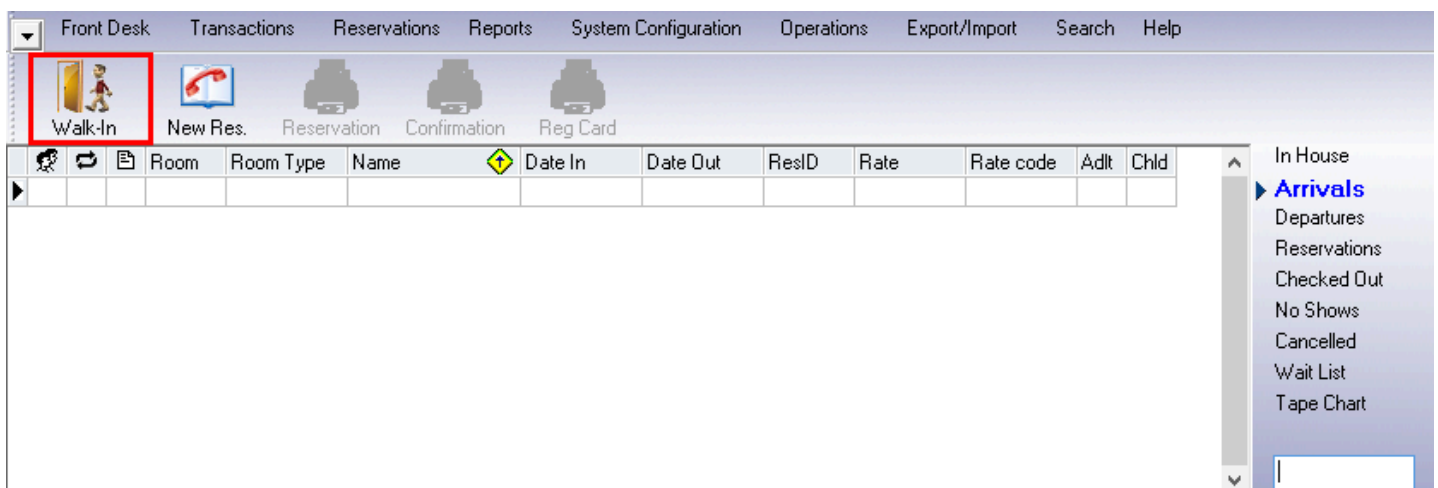 Front Desk Transactions Reservations Reports System Configuration Operations Export/Import Search Help
Walk-In New Res. Reservation Confirmation Reg Card
Room Room Type Name Date In Date Out ResID Rate Rate code Adlt Chld
In House
Arrivals
Departures
Reservations
Checked Out
No Shows
Cancelled
Wait List
Tape Chart